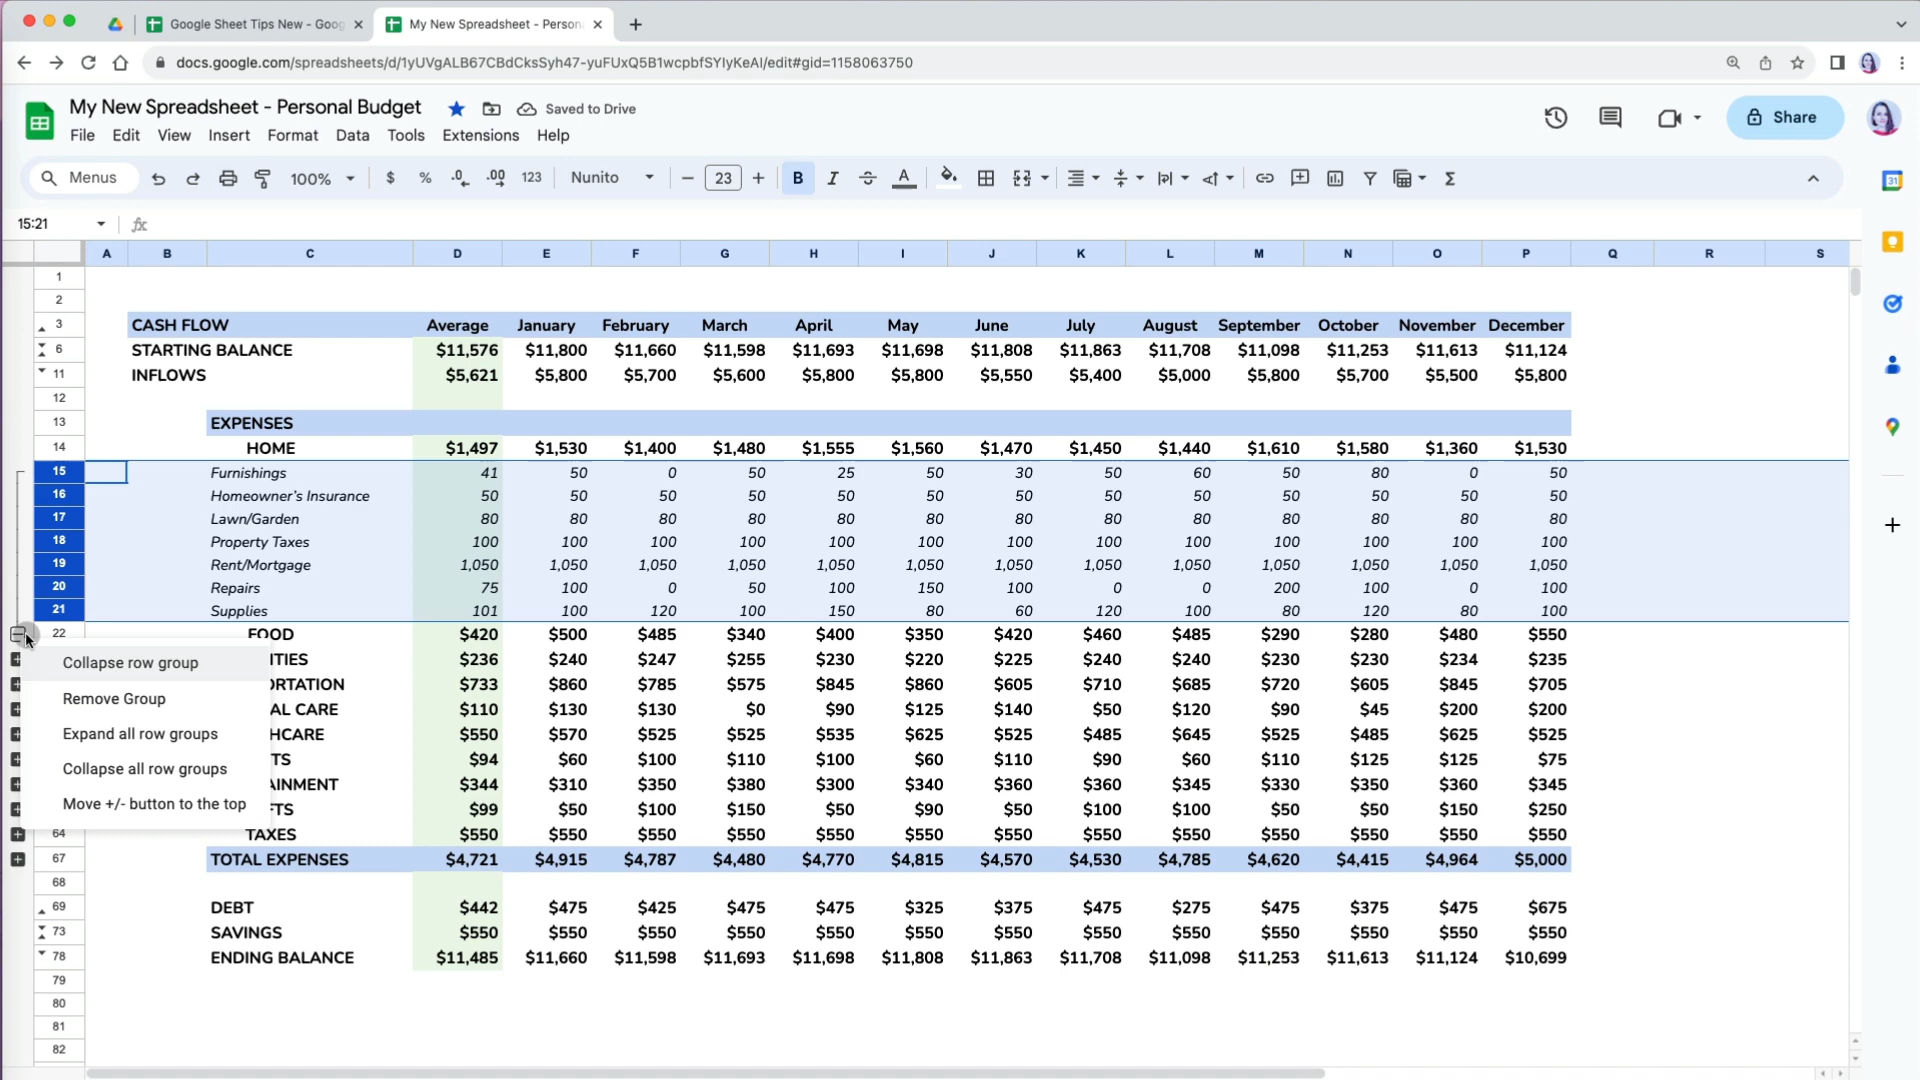 Google Sheet Tips New - Goog
My New Spreadsheet - Person
docs.google.com/spreadsheets/d/1yUVgALB67CBdCksSyh47-yuFUxQ5B1wcpbfSYIyKeAI/edit#gid=1158063750
My New Spreadsheet - Personal Budget Saved to Drive
File Edit View Insert Format Data Tools Extensions Help
Share
Menus 100% $ % .0 .00 123 Nunito 23 B I A
31
15:21 fx
A B C D E F G H I J K L M N O P Q R S
1
2
3 CASH FLOW Average January February March April May June July August September October November December
6 STARTING BALANCE $11,576 $11,800 $11,660 $11,598 $11,693 $11,698 $11,808 $11,863 $11,708 $11,098 $11,253 $11,613 $11,124
11 INFLOWS $5,621 $5,800 $5,700 $5,600 $5,800 $5,800 $5,550 $5,400 $5,000 $5,800 $5,700 $5,500 $5,800
12
13 EXPENSES
14 HOME $1,497 $1,530 $1,400 $1,480 $1,555 $1,560 $1,470 $1,450 $1,440 $1,610 $1,580 $1,360 $1,530
15 Furnishings 41 50 0 50 25 50 30 50 60 50 80 0 50
16 Homeowner's Insurance 50 50 50 50 50 50 50 50 50 50 50 50 50
17 Lawn/Garden 80 80 80 80 80 80 80 80 80 80 80 80 80
18 Property Taxes 100 100 100 100 100 100 100 100 100 100 100 100 100
19 Rent/Mortgage 1,050 1,050 1,050 1,050 1,050 1,050 1,050 1,050 1,050 1,050 1,050 1,050 1,050
20 Repairs 75 100 0 50 100 150 100 0 0 200 100 0 100
21 Supplies 101 100 120 100 150 80 60 120 100 80 120 80 100
22 FOOD $420 $500 $485 $340 $400 $350 $420 $460 $485 $290 $280 $480 $550
ITIES $236 $240 $247 $255 $230 $220 $225 $240 $240 $230 $230 $234 $235
Collapse row group
ORTATION $733 $860 $785 $575 $845 $860 $605 $710 $685 $720 $605 $845 $705
Remove Group
AL CARE $110 $130 $130 $0 $90 $125 $140 $50 $120 $90 $45 $200 $200
Expand all row groups
HCARE $550 $570 $525 $525 $535 $625 $525 $485 $645 $525 $485 $625 $525
TS $94 $60 $100 $110 $100 $60 $110 $90 $60 $110 $125 $125 $75
Collapse all row groups
AINMENT $344 $310 $350 $380 $300 $340 $360 $360 $345 $330 $350 $360 $345
Move +/- button to the top
FTS $99 $50 $100 $150 $50 $90 $50 $100 $100 $50 $50 $150 $250
64 TAXES $550 $550 $550 $550 $550 $550 $550 $550 $550 $550 $550 $550 $550
67 TOTAL EXPENSES $4,721 $4,915 $4,787 $4,480 $4,770 $4,815 $4,570 $4,530 $4,785 $4,620 $4,415 $4,964 $5,000
68
69 DEBT $442 $475 $425 $475 $475 $325 $375 $475 $275 $475 $375 $475 $675
73 SAVINGS $550 $550 $550 $550 $550 $550 $550 $550 $550 $550 $550 $550 $550
78 ENDING BALANCE $11,485 $11,660 $11,598 $11,693 $11,698 $11,808 $11,863 $11,708 $11,098 $11,253 $11,613 $11,124 $10,699
79
80
81
82